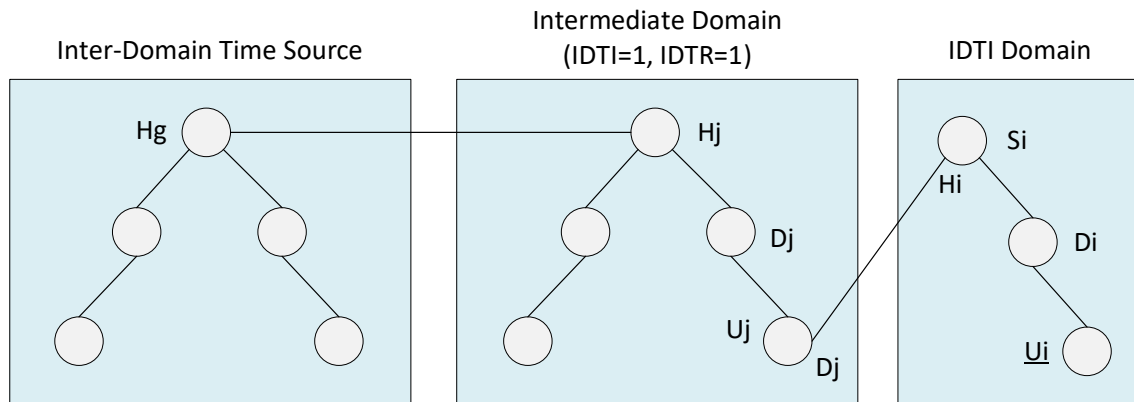 Inter-Domain Time Source
Intermediate Domain
(IDTI=1, IDTR=1)
IDTI Domain
Hg
Hj
Si
Hi
Dj
Di
Uj
Dj
Ui